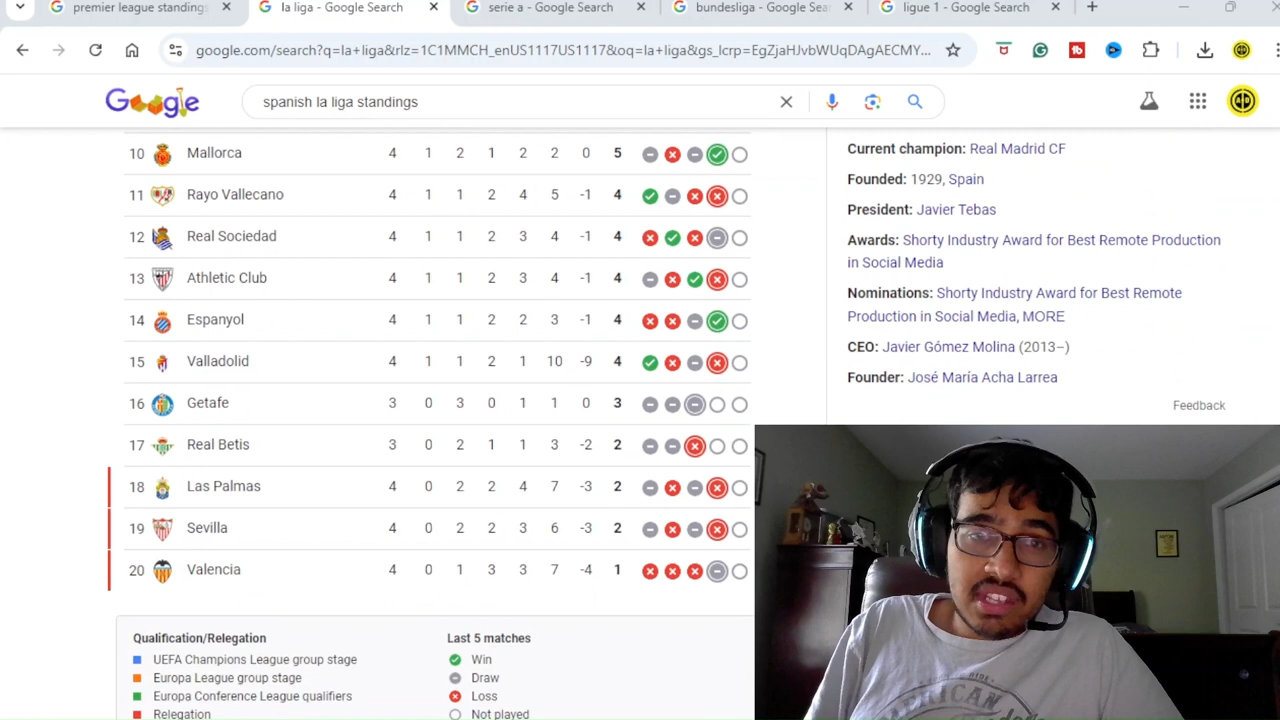 premier league standings
la liga - Google Search
serie a - Google Search
bundesliga - Google Sea
ligue 1 - Google Search
google.com/search?q=la+liga&rlz=1C1MMCH_enUS1117US1117&oq=la+liga&gs_lcrp=EgZjaHJvbWUqDAgAECMY...
Google
spanish la liga standings
10 Mallorca 4 1 2 1 2 2 0 5
11 Rayo Vallecano 4 1 1 2 4 5 -1 4
12 Real Sociedad 4 1 1 2 3 4 -1 4
13 Athletic Club 4 1 1 2 3 4 -1 4
14 Espanyol 4 1 1 2 2 3 -1 4
15 Valladolid 4 1 1 2 1 10 -9 4
16 Getafe 3 0 3 0 1 1 0 3
17 Real Betis 3 0 2 1 1 3 -2 2
18 Las Palmas 4 0 2 2 4 7 -3 2
19 Sevilla 4 0 2 2 3 6 -3 2
20 Valencia 4 0 1 3 3 7 -4 1
Qualification/Relegation
UEFA Champions League group stage
Europa League group stage
Europa Conference League qualifiers
Relegation
Last 5 matches
Win
Draw
Loss
Not played
Current champion: Real Madrid CF
Founded: 1929, Spain
President: Javier Tebas
Awards: Shorty Industry Award for Best Remote Production
in Social Media
Nominations: Shorty Industry Award for Best Remote
Production in Social Media, MORE
CEO: Javier Gómez Molina (2013–)
Founder: José María Acha Larrea
Feedback
AMERICAN